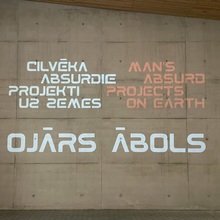 CILVĒKA
ABSURDIE
PROJEKTI
UZ ZEMES
MAN'S
ABSURD
PROJECTS
ON EARTH
OJĀRS ĀBOLS